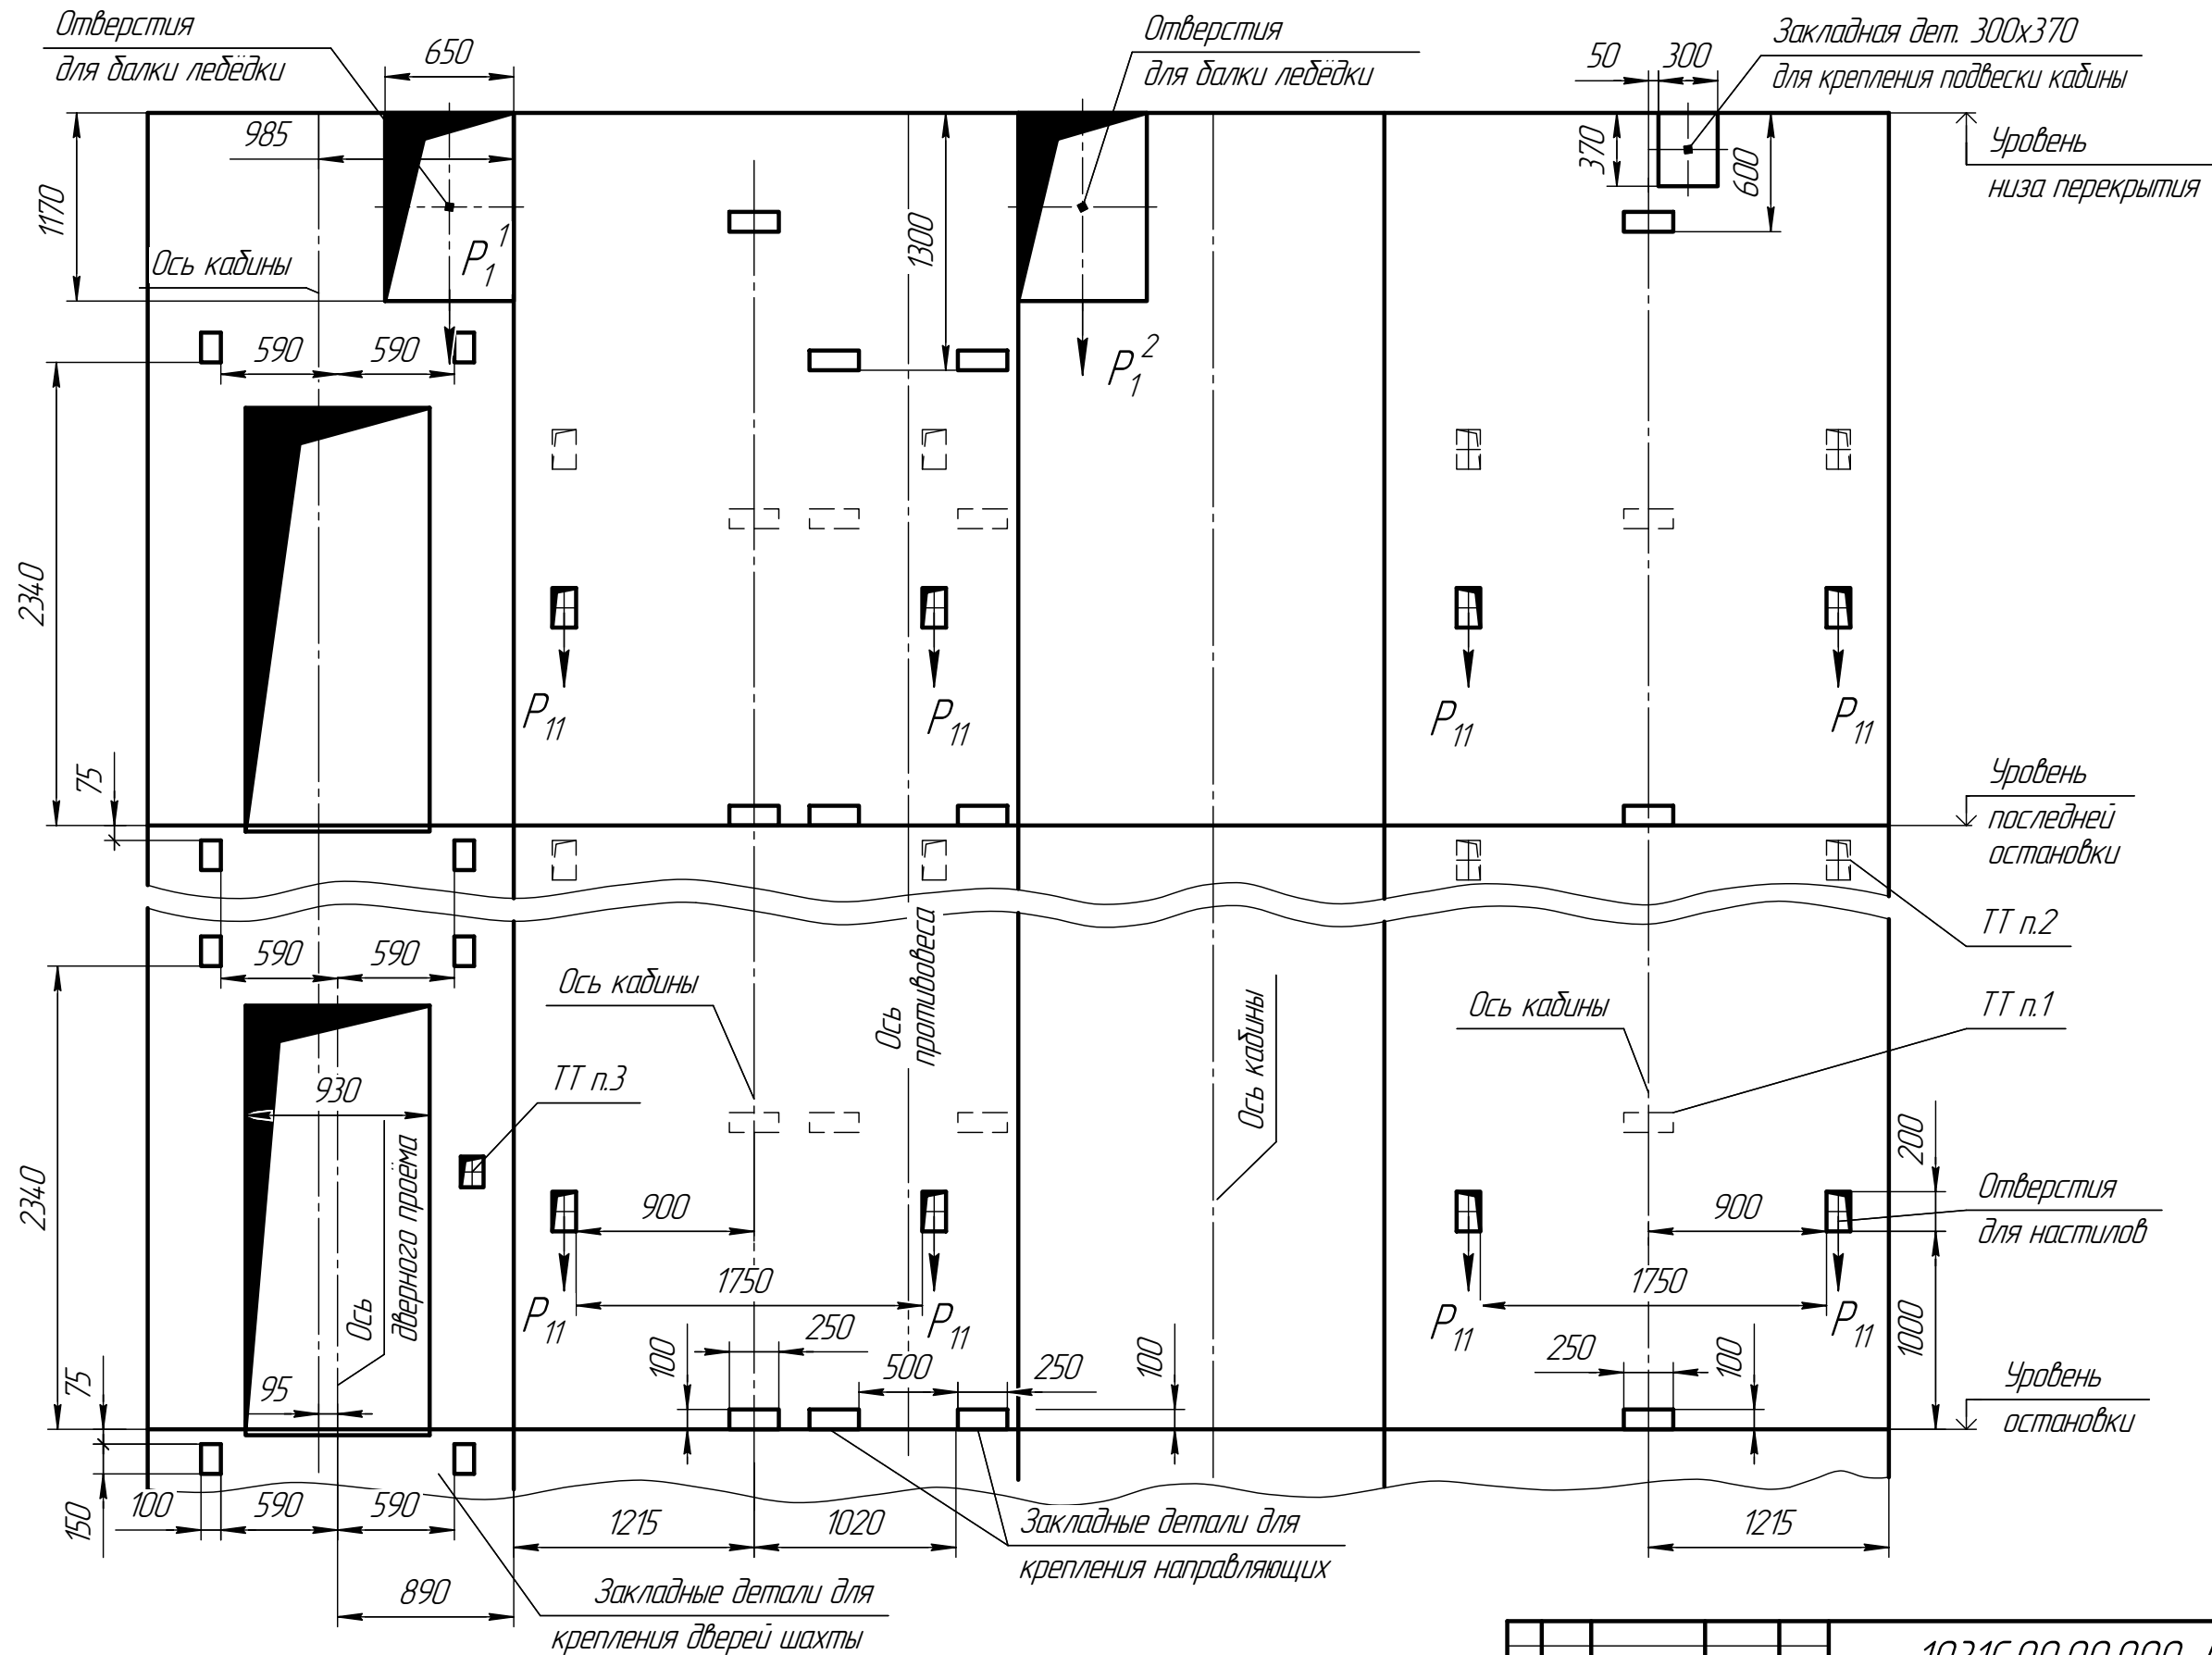 Отверстия
для балки лебёдки
650
Отверстия
для балки лебёдки
50
300
Закладная дет. 300х370
для крепления подвески кабины
985
1170
370
600
Уровень
низа перекрытия
1300
Ось кабины
P₁¹
590
590
P₁²
2340
P₁₁
P₁₁
P₁₁
P₁₁
75
Уровень
последней
остановки
ТТ п.2
590
590
Ось кабины
Ось
противовеса
Ось кабины
Ось кабины
ТТ п.1
930
ТТ п.3
2340
Ось
дверного проёма
900
900
200
Отверстия
для настилов
1750
1750
P₁₁
P₁₁
P₁₁
P₁₁
1000
100
250
500
250
100
250
100
75
95
Уровень
остановки
150
100
590
590
1215
1020
Закладные детали для
крепления направляющих
1215
890
Закладные детали для
крепления дверей шахты